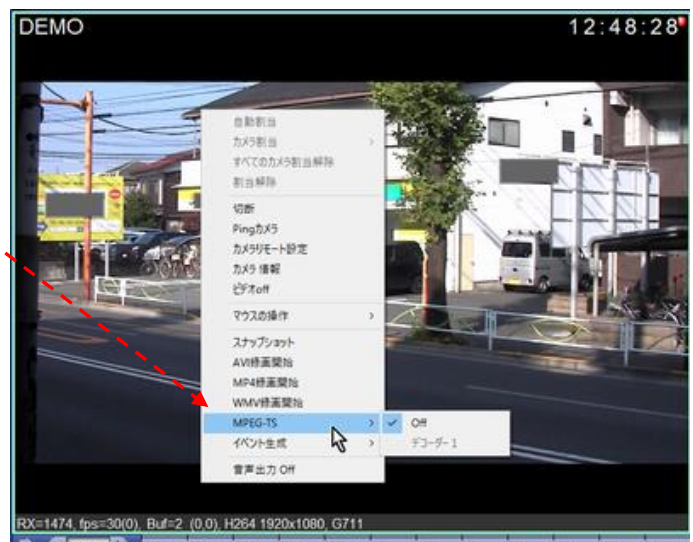 DEMO 12:48:28
自動割当
カメラ割当
すべてのカメラ割当解除
割当解除
切断
Pingカメラ
カメラリモート設定
カメラ 情報
ビデオoff
マウスの操作
スナップショット
AVI録画開始
MP4録画開始
WMV録画開始
MPEG-TS
Off
イベント生成
デコーダー 1
音声出力 Off
RX=1474, fps=30(0), Buf=2 (0,0), H264 1920x1080, G711